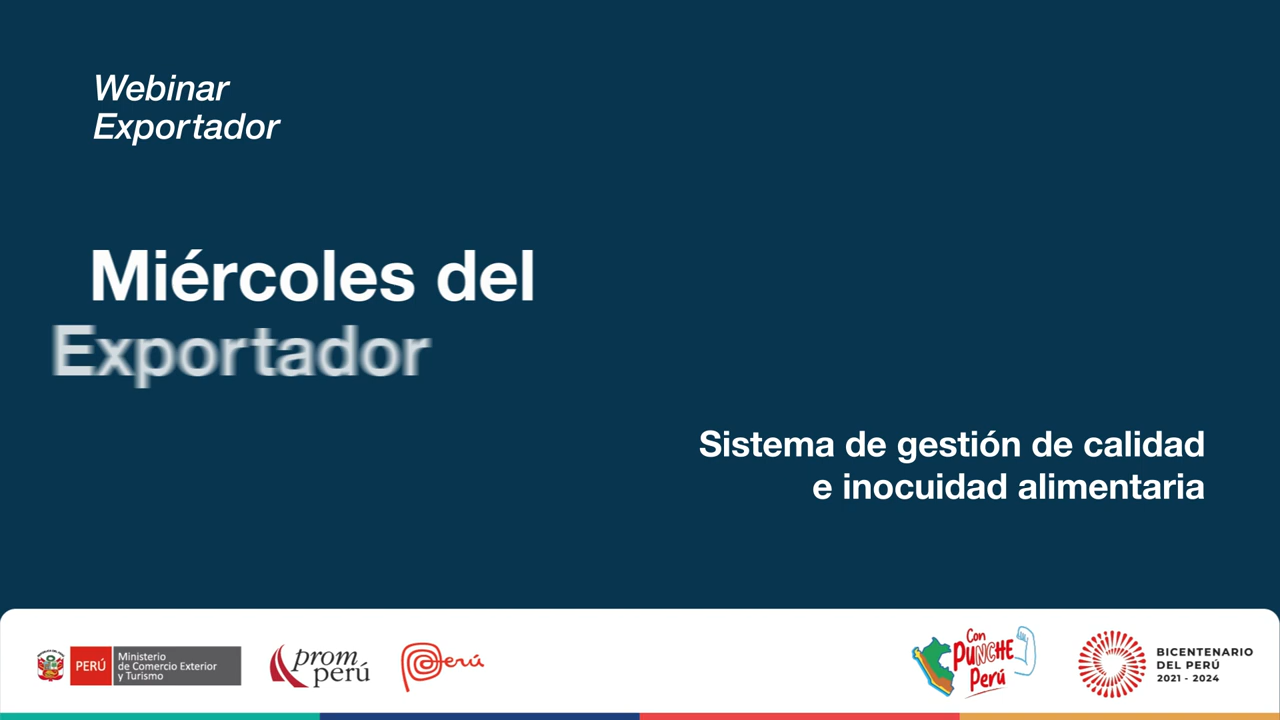 Webinar
Exportador
Miércoles del
Exportador
Sistema de gestión de calidad
e inocuidad alimentaria
PERÚ
Ministerio
de Comercio Exterior
y Turismo
prom
perú
Perú
Con
PUNCHE
Perú
BICENTENARIO
DEL PERÚ
2021 - 2024